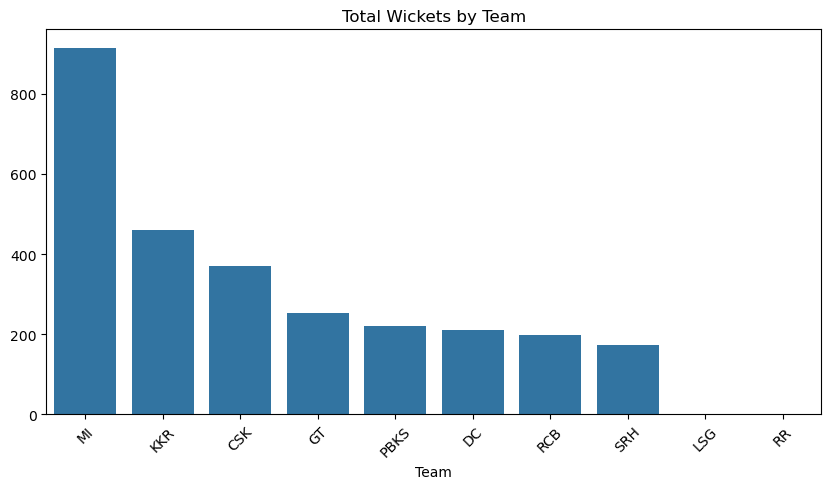 Total Wickets by Team
800
600
400
200
0
MI KKR CSK GT PBKS DC RCB SRH LSG RR
Team